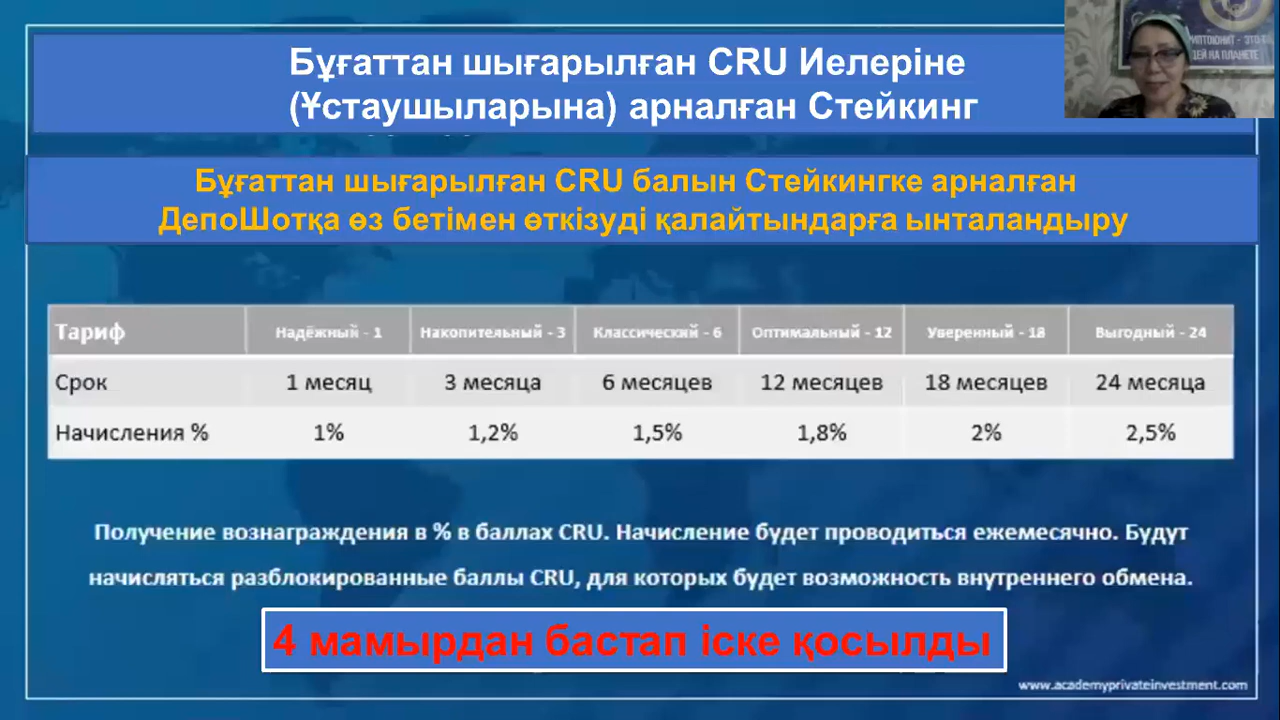 Бұғаттан шығарылған CRU Иелеріне
(Ұстаушыларына) арналған Стейкинг
Бұғаттан шығарылған CRU балын Стейкингке арналған
ДепоШотқа өз бетімен өткізуді қалайтындарға ынталандыру
Тариф Надёжный - 1 Накопительный - 3 Классический - 6 Оптимальный - 12 Уверенный - 18 Выгодный - 24
Срок 1 месяц 3 месяца 6 месяцев 12 месяцев 18 месяцев 24 месяца
Начисления % 1% 1,2% 1,5% 1,8% 2% 2,5%
Получение вознаграждения в % в баллах CRU. Начисление будет проводиться ежемесячно. Будут
начисляться разблокированные баллы CRU, для которых будет возможность внутреннего обмена.
4 мамырдан бастап іске қосылды
www.academyprivateinvestment.com